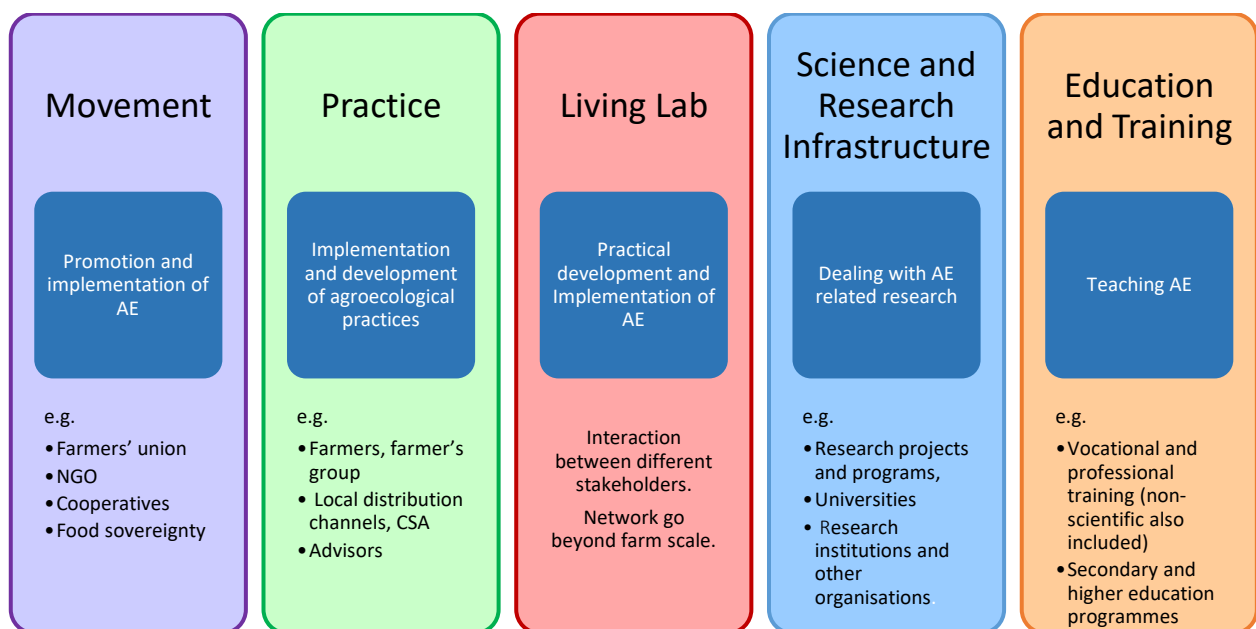 Movement
Promotion and
implementation of
AE
e.g.
•Farmers’ union
•NGO
•Cooperatives
•Food sovereignty
Practice
Implementation
and development
of agroecological
practices
e.g.
•Farmers, farmer’s
group
• Local distribution
channels, CSA
•Advisors
Living Lab
Practical
development and
Implementation of
AE
Interaction
between different
stakeholders.
Network go
beyond farm scale.
Science and
Research
Infrastructure
Dealing with AE
related research
e.g.
•Research projects
and programs,
•Universities
• Research
institutions and
other
organisations.
Education
and Training
Teaching AE
e.g.
•Vocational and
professional
training (non-
scientific also
included)
•Secondary and
higher education
programmes